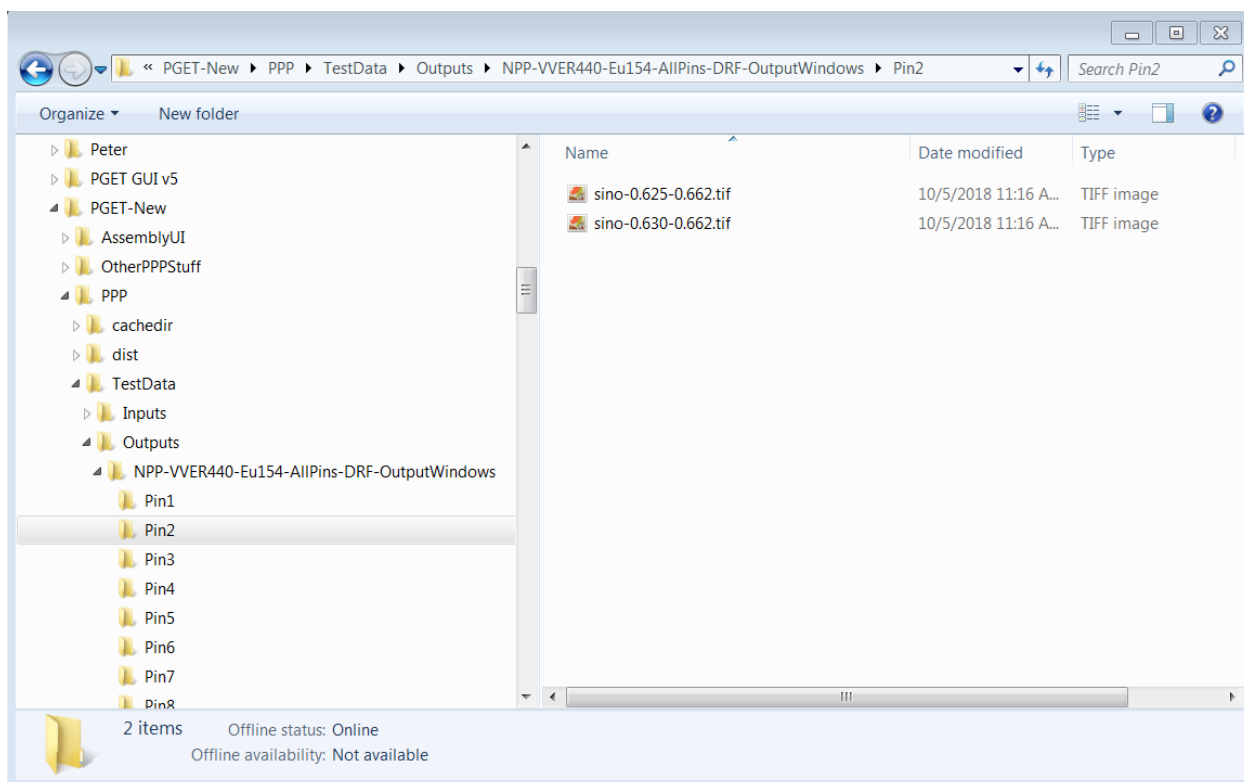 « PGET-New PPP TestData Outputs NPP-VVER440-Eu154-AllPins-DRF-OutputWindows Pin2 Search Pin2
Organize New folder
Peter
PGET GUI v5
PGET-New
AssemblyUI
OtherPPPStuff
PPP
cachedir
dist
TestData
Inputs
Outputs
NPP-VVER440-Eu154-AllPins-DRF-OutputWindows
Pin1
Pin2
Pin3
Pin4
Pin5
Pin6
Pin7
Pin8
Name Date modified Type
sino-0.625-0.662.tif 10/5/2018 11:16 A... TIFF image
sino-0.630-0.662.tif 10/5/2018 11:16 A... TIFF image
2 items Offline status: Online
Offline availability: Not available